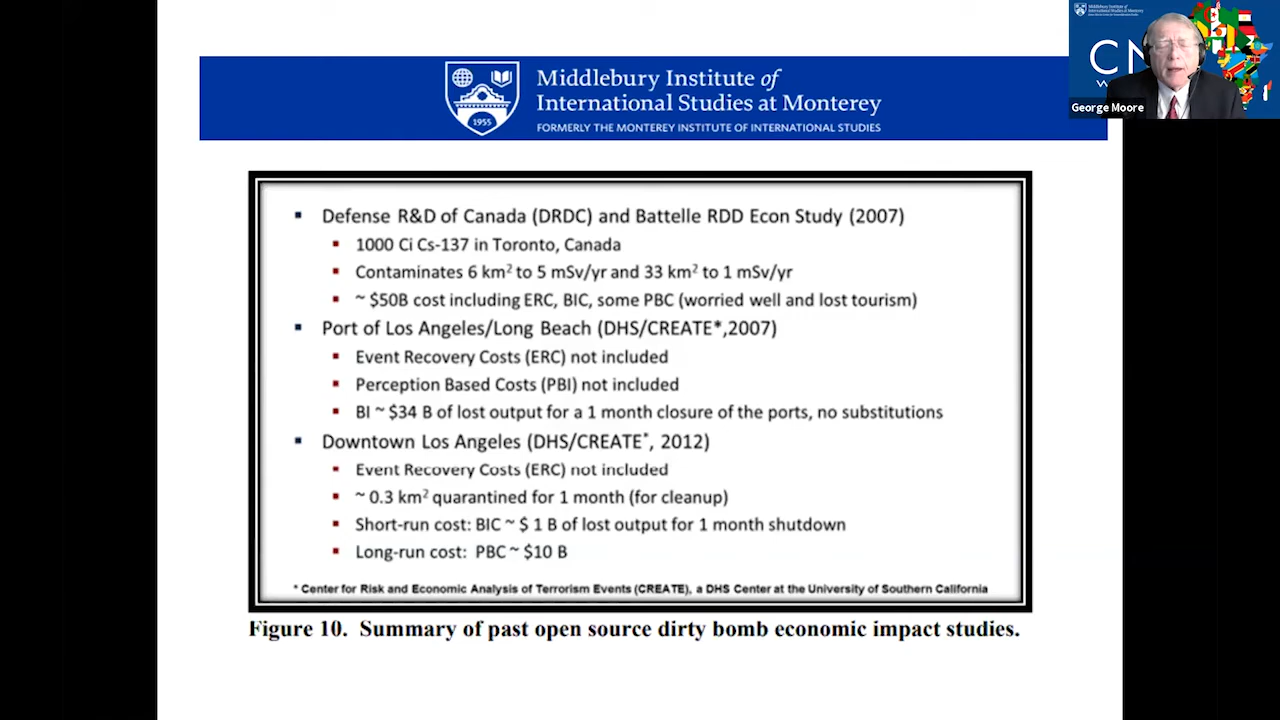 Middlebury Institute of
International Studies at Monterey
FORMERLY THE MONTEREY INSTITUTE OF INTERNATIONAL STUDIES
1955
George Moore
Defense R&D of Canada (DRDC) and Battelle RDD Econ Study (2007)
1000 Ci Cs-137 in Toronto, Canada
Contaminates 6 km² to 5 mSv/yr and 33 km² to 1 mSv/yr
~ $50B cost including ERC, BIC, some PBC (worried well and lost tourism)
Port of Los Angeles/Long Beach (DHS/CREATE*,2007)
Event Recovery Costs (ERC) not included
Perception Based Costs (PBI) not included
BI ~ $34 B of lost output for a 1 month closure of the ports, no substitutions
Downtown Los Angeles (DHS/CREATE*, 2012)
Event Recovery Costs (ERC) not included
~ 0.3 km² quarantined for 1 month (for cleanup)
Short-run cost: BIC ~ $ 1 B of lost output for 1 month shutdown
Long-run cost: PBC ~ $10 B
* Center for Risk and Economic Analysis of Terrorism Events (CREATE), a DHS Center at the University of Southern California
Figure 10. Summary of past open source dirty bomb economic impact studies.